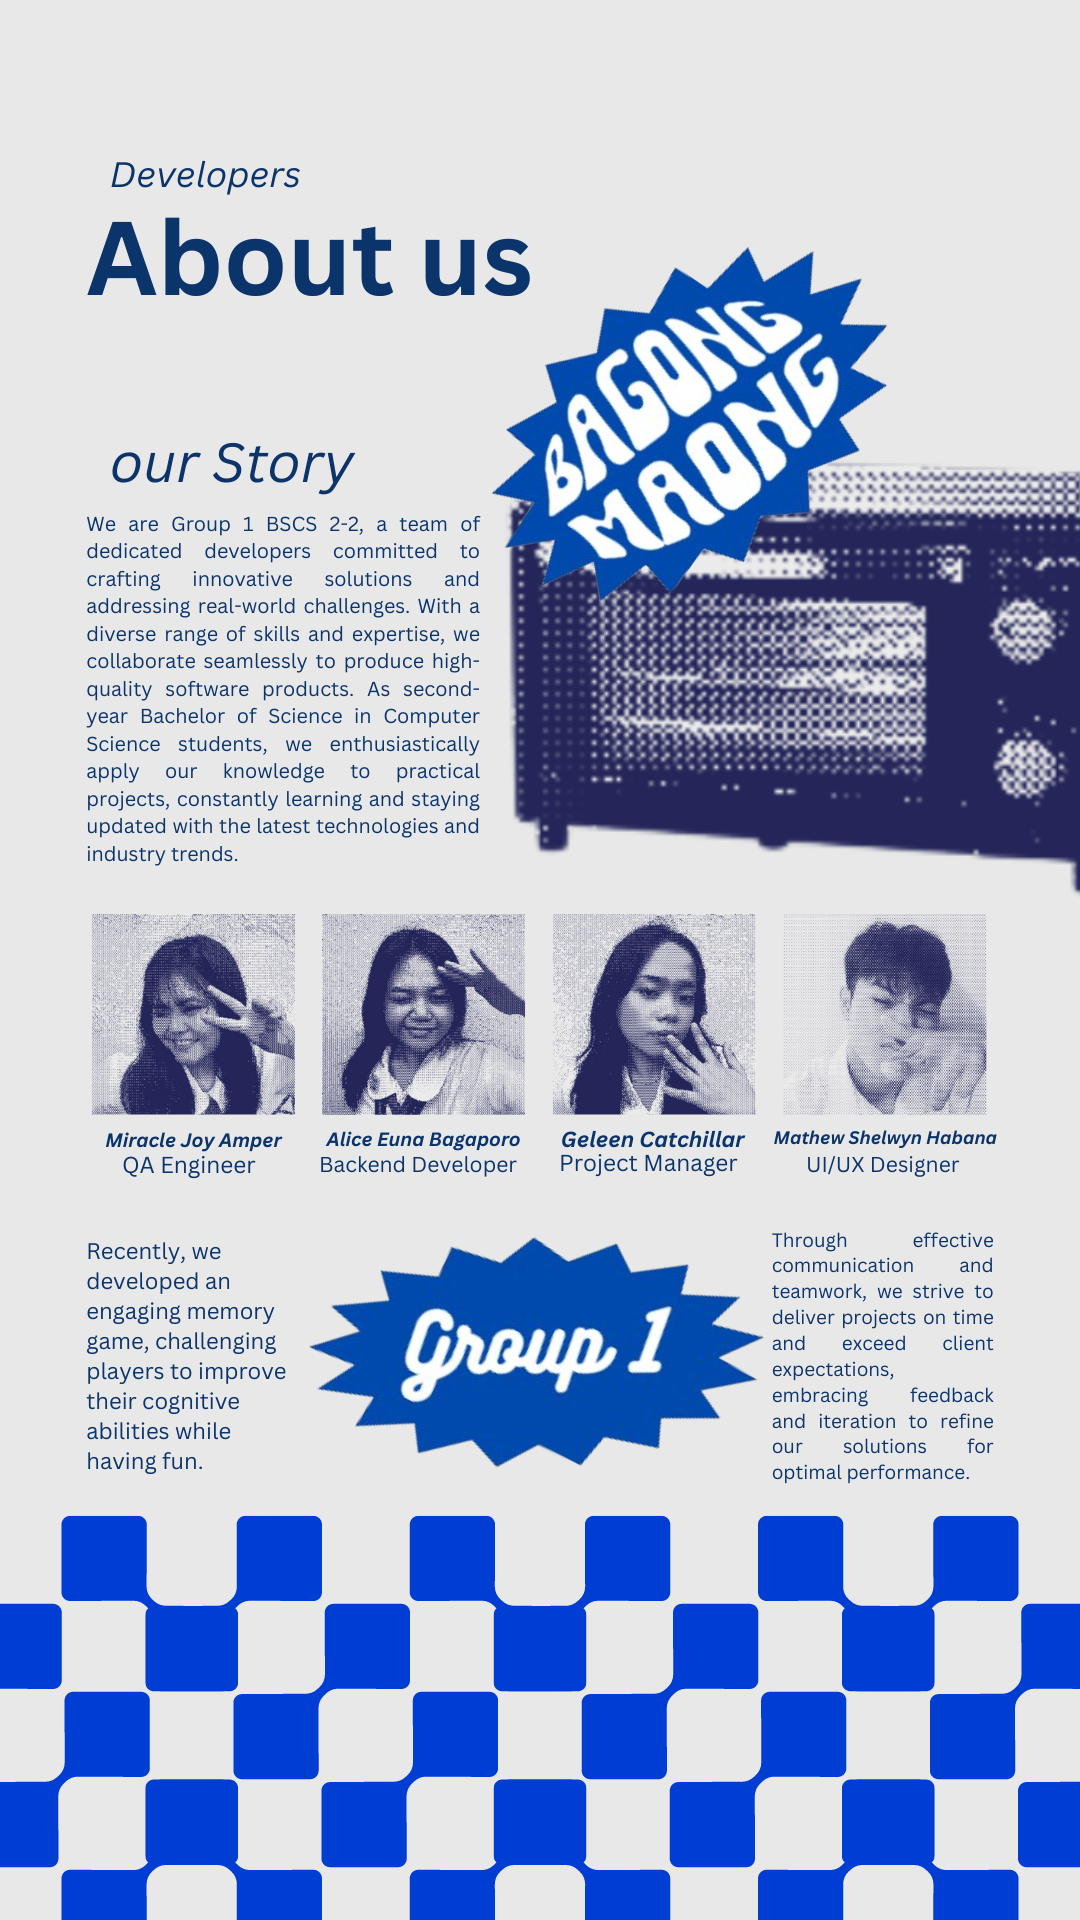 Developers
About us
BAGONG
MAONG
our Story
We are Group 1 BSCS 2-2, a team of
dedicated developers committed to
crafting innovative solutions and
addressing real-world challenges. With a
diverse range of skills and expertise, we
collaborate seamlessly to produce high-
quality software products. As second-
year Bachelor of Science in Computer
Science students, we enthusiastically
apply our knowledge to practical
projects, constantly learning and staying
updated with the latest technologies and
industry trends.
Miracle Joy Amper
QA Engineer
Alice Euna Bagaporo
Backend Developer
Geleen Catchillar
Project Manager
Mathew Shelwyn Habana
UI/UX Designer
Recently, we
developed an
engaging memory
game, challenging
players to improve
their cognitive
abilities while
having fun.
Group 1
Through effective
communication and
teamwork, we strive to
deliver projects on time
and exceed client
expectations,
embracing feedback
and iteration to refine
our solutions for
optimal performance.